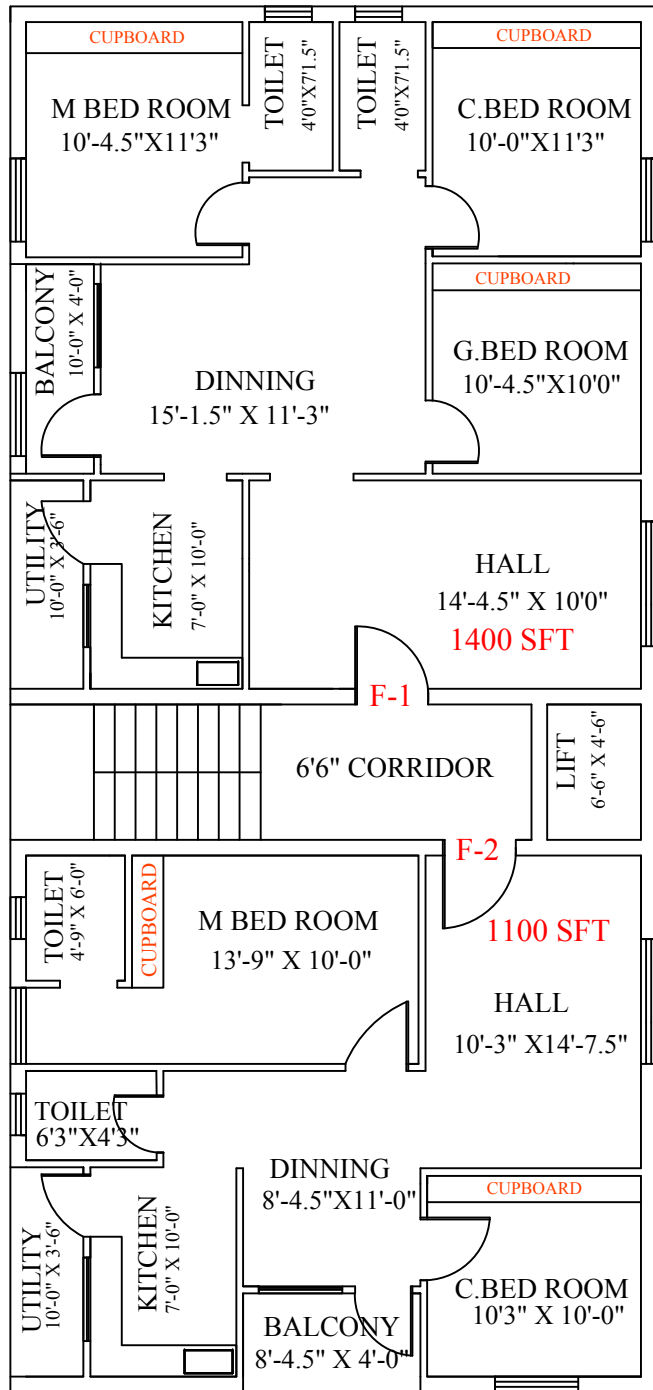 CUPBOARD
M BED ROOM
10'-4.5"X11'3"
TOILET
4'0"X7'1.5"
TOILET
4'0"X7'1.5"
CUPBOARD
C.BED ROOM
10'-0"X11'3"
BALCONY
10'-0" X 4'-0"
DINNING
15'-1.5" X 11'-3"
CUPBOARD
G.BED ROOM
10'-4.5"X10'0"
UTILITY
10'-0" X 3'-6"
KITCHEN
7'-0" X 10'-0"
HALL
14'-4.5" X 10'0"
1400 SFT
F-1
6'6" CORRIDOR
LIFT
6'-6" X 4'-6"
F-2
TOILET
4'-9" X 6'-0"
CUPBOARD
M BED ROOM
13'-9" X 10'-0"
1100 SFT
HALL
10'-3" X14'-7.5"
TOILET
6'3"X4'3"
DINNING
8'-4.5"X11'-0"
UTILITY
10'-0" X 3'-6"
KITCHEN
7'-0" X 10'-0"
CUPBOARD
C.BED ROOM
10'3" X 10'-0"
BALCONY
8'-4.5" X 4'-0"